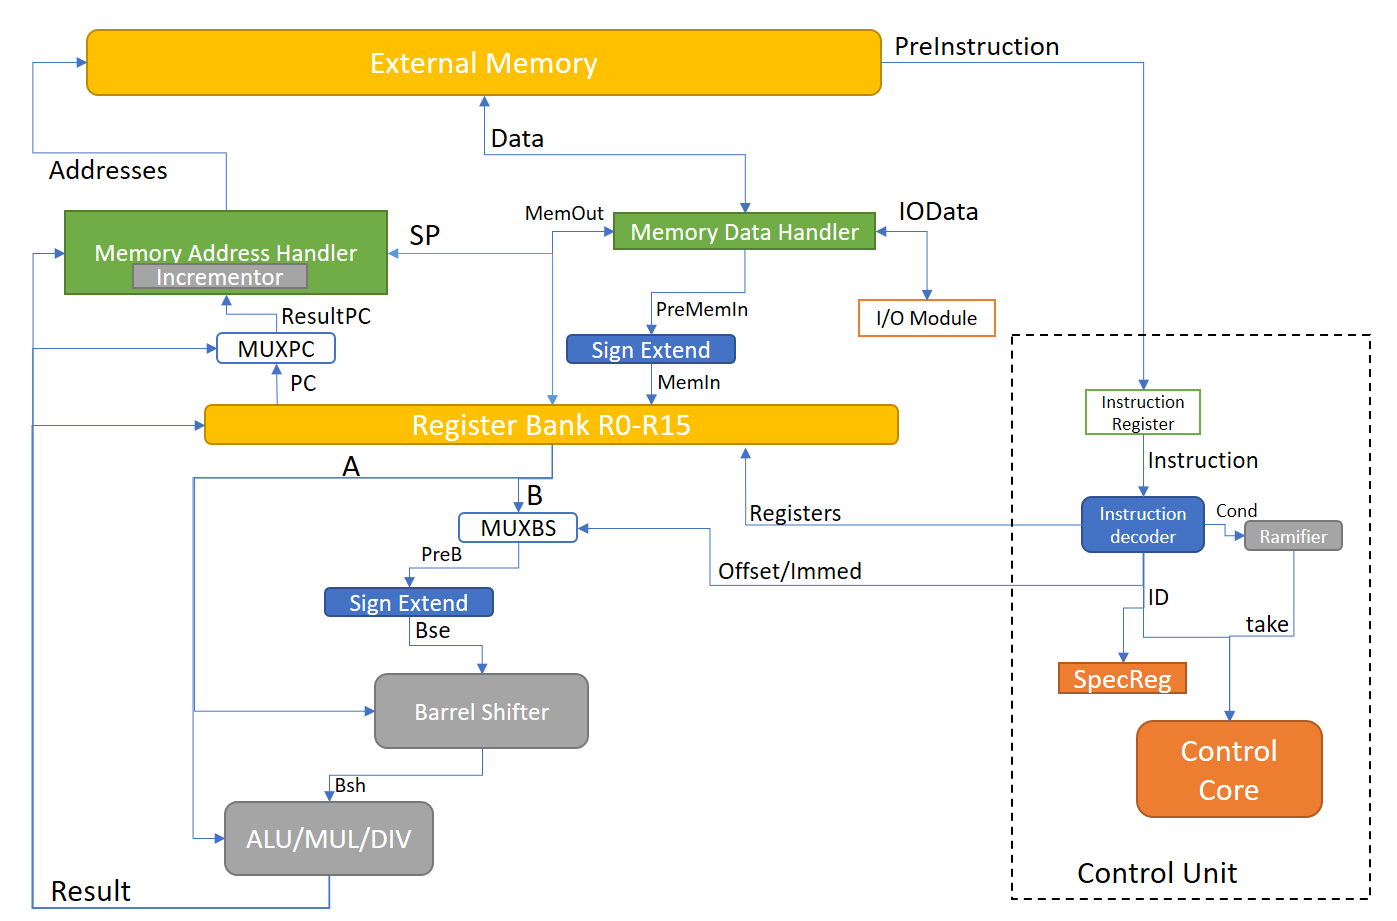 PreInstruction
External Memory
Data
Addresses
MemOut
IOData
SP
Memory Data Handler
Memory Address Handler
Incrementor
PreMemIn
ResultPC
I/O Module
MUXPC
Sign Extend
PC
MemIn
Instruction
Register
Register Bank R0-R15
Instruction
A
B
Registers
Instruction
decoder
Cond
Ramifier
MUXBS
PreB
Offset/Immed
Sign Extend
ID
Bse
take
SpecReg
Barrel Shifter
Control
Core
Bsh
ALU/MUL/DIV
Control Unit
Result